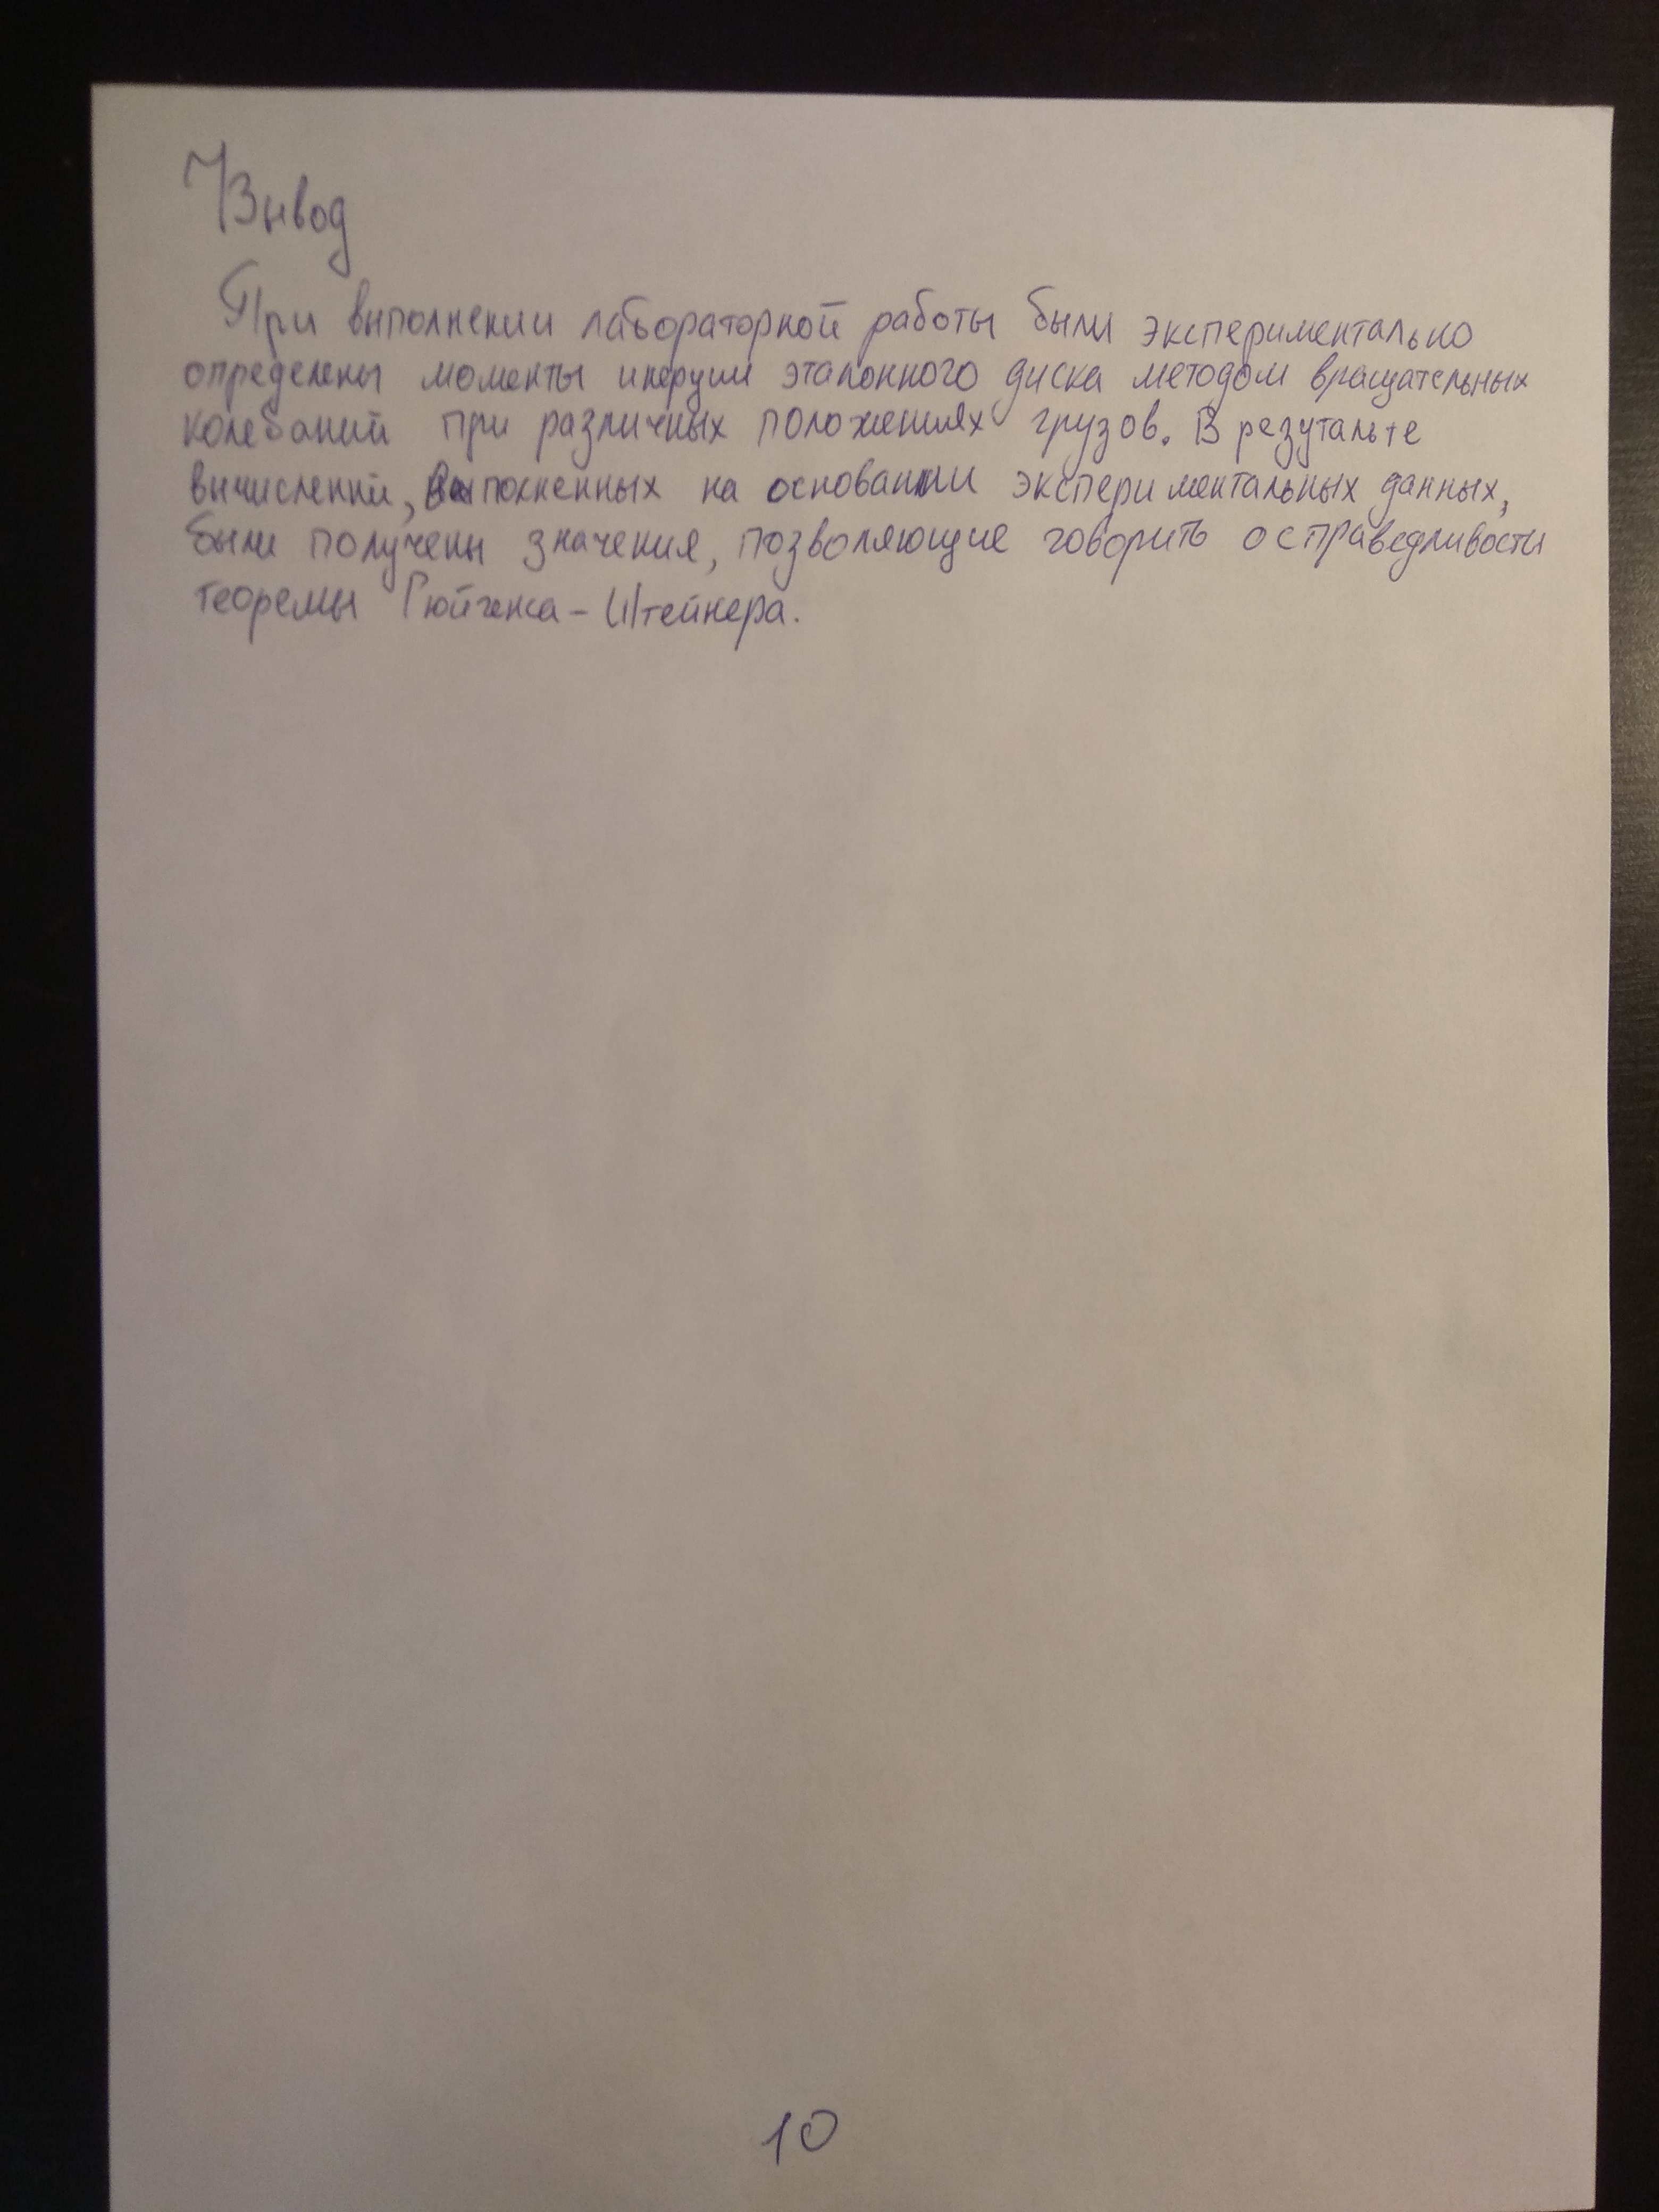 Вывод
При выполнении лабораторной работы были экспериментально
определены моменты инерции эталонного диска методом вращательных
колебаний при различных положениях грузов. В резутальте
вычислений, выполненных на основании экспериментальных данных,
были получены значения, позволяющие говорить о справедливости
теоремы Гюйгенса - Штейнера.
10